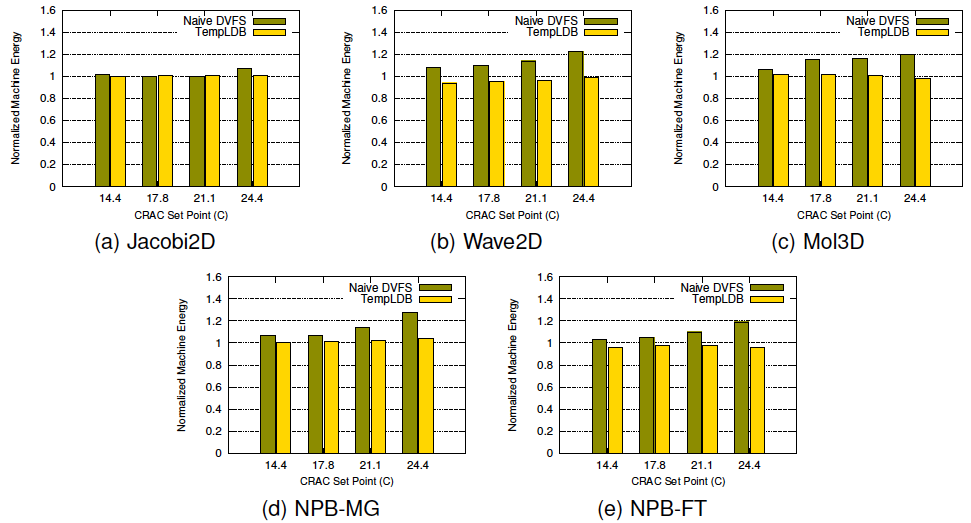 Normalized Machine Energy
1.6
1.4
1.2
1
0.8
0.6
0.4
0.2
0
Naive DVFS
TempLDB
14.4 17.8 21.1 24.4
CRAC Set Point (C)
(a) Jacobi2D
Normalized Machine Energy
1.6
1.4
1.2
1
0.8
0.6
0.4
0.2
0
Naive DVFS
TempLDB
14.4 17.8 21.1 24.4
CRAC Set Point (C)
(b) Wave2D
Normalized Machine Energy
1.6
1.4
1.2
1
0.8
0.6
0.4
0.2
0
Naive DVFS
TempLDB
14.4 17.8 21.1 24.4
CRAC Set Point (C)
(c) Mol3D
Normalized Machine Energy
1.6
1.4
1.2
1
0.8
0.6
0.4
0.2
0
Naive DVFS
TempLDB
14.4 17.8 21.1 24.4
CRAC Set Point (C)
(d) NPB-MG
Normalized Machine Energy
1.6
1.4
1.2
1
0.8
0.6
0.4
0.2
0
Naive DVFS
TempLDB
14.4 17.8 21.1 24.4
CRAC Set Point (C)
(e) NPB-FT